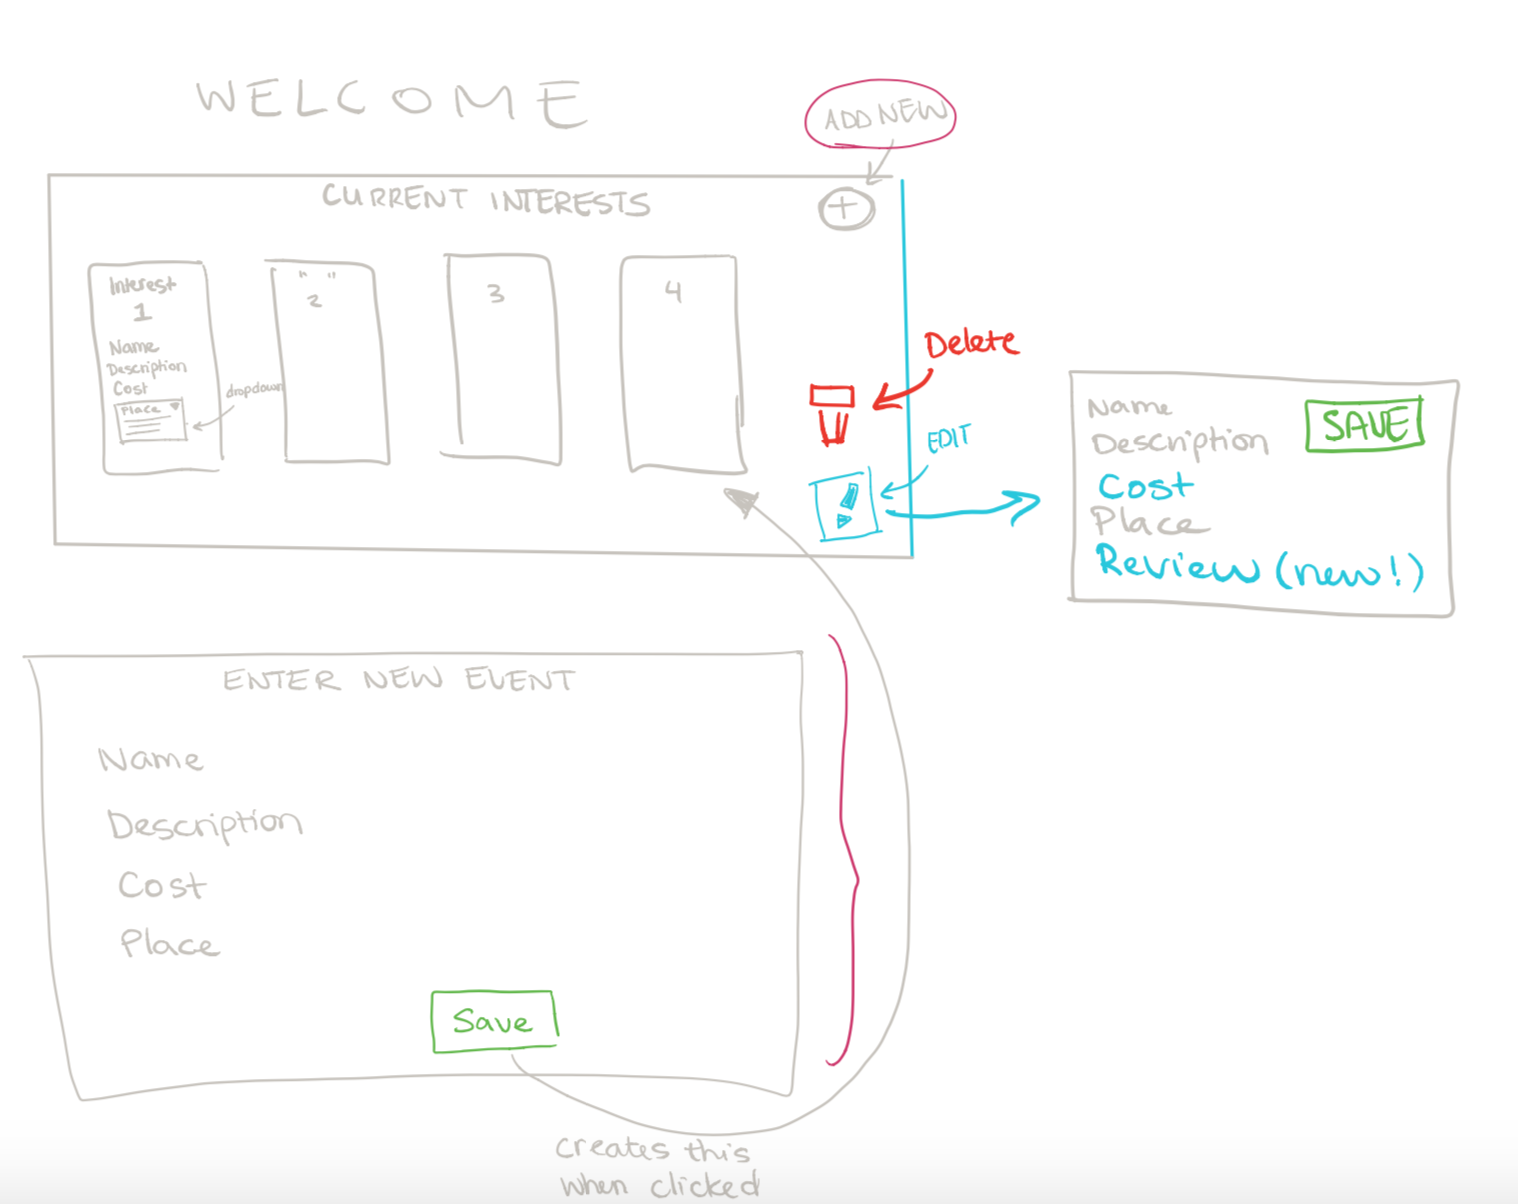 WELCOME
ADD NEW
CURRENT INTERESTS
+
Interest
1
Name
Description
Cost
Place
dropdown
" "
2
3
4
Delete
EDIT
Name
SAVE
Description
Cost
Place
Review (new!)
ENTER NEW EVENT
Name
Description
Cost
Place
Save
creates this
when clicked